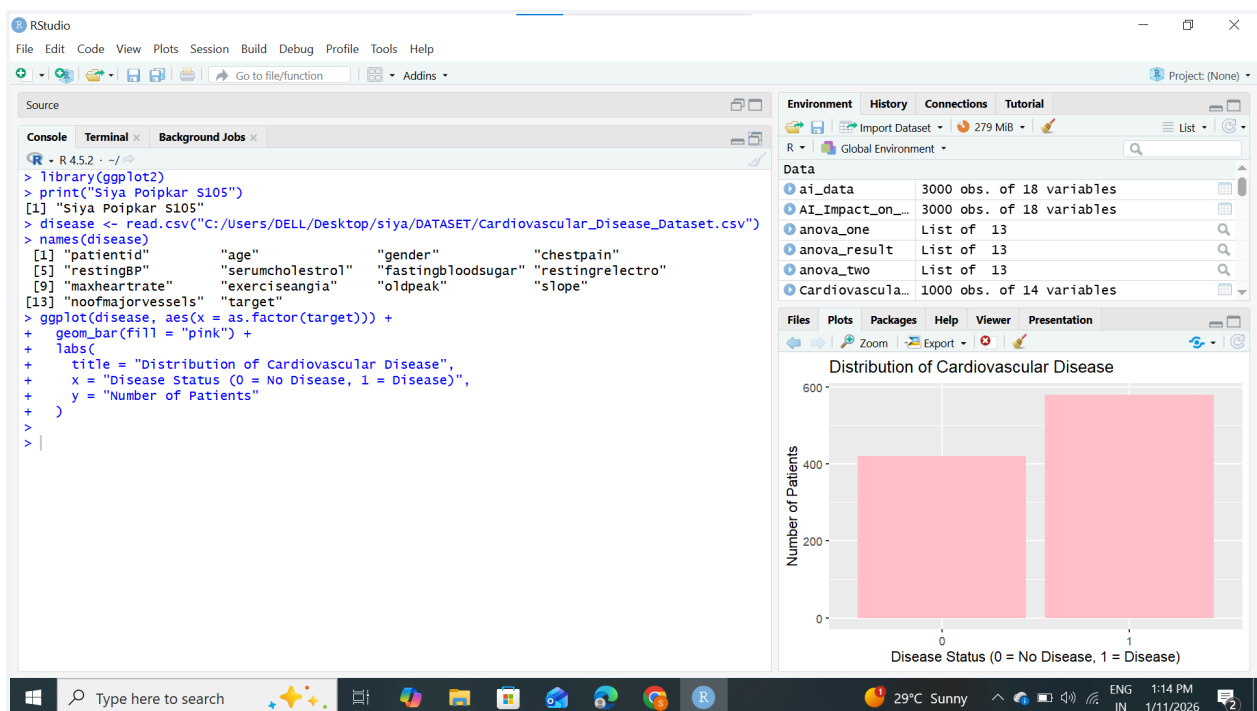 RStudio
File Edit Code View Plots Session Build Debug Profile Tools Help
Go to file/function
Addins
Project: (None)
Source
Console Terminal Background Jobs
R 4.5.2 · ~/
> library(ggplot2)
> print("Siya Poipkar S105")
[1] "Siya Poipkar S105"
> disease <- read.csv("C:/Users/DELL/Desktop/siya/DATASET/Cardiovascular_Disease_Dataset.csv")
> names(disease)
[1] "patientid" "age" "gender" "chestpain"
[5] "restingBP" "serumcholestrol" "fastingbloodsugar" "restingrelectro"
[9] "maxheartrate" "exerciseangia" "oldpeak" "slope"
[13] "noofmajorvessels" "target"
> ggplot(disease, aes(x = as.factor(target))) +
+ geom_bar(fill = "pink") +
+ labs(
+ title = "Distribution of Cardiovascular Disease",
+ x = "Disease Status (0 = No Disease, 1 = Disease)",
+ y = "Number of Patients"
+ )
>
>
Environment History Connections Tutorial
Import Dataset 279 MiB List
R Global Environment
Data
ai_data 3000 obs. of 18 variables
AI_Impact_on_… 3000 obs. of 18 variables
anova_one List of 13
anova_result List of 13
anova_two List of 13
Cardiovascula… 1000 obs. of 14 variables
Files Plots Packages Help Viewer Presentation
Zoom Export
Distribution of Cardiovascular Disease
Number of Patients
600
400
200
0
0 1
Disease Status (0 = No Disease, 1 = Disease)
Type here to search
R
1
29°C Sunny
ENG
IN
1:14 PM
1/11/2026
2